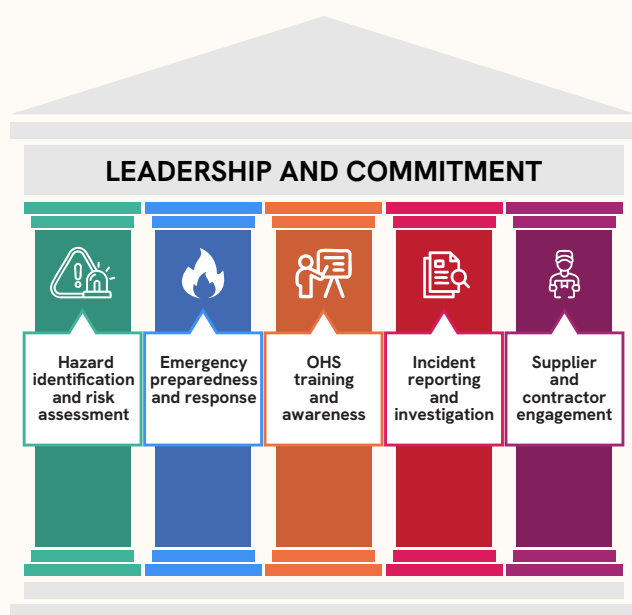 LEADERSHIP AND COMMITMENT
Hazard
identification
and risk
assessment
Emergency
preparedness
and response
OHS
training
and
awareness
Incident
reporting
and
investigation
Supplier
and
contractor
engagement